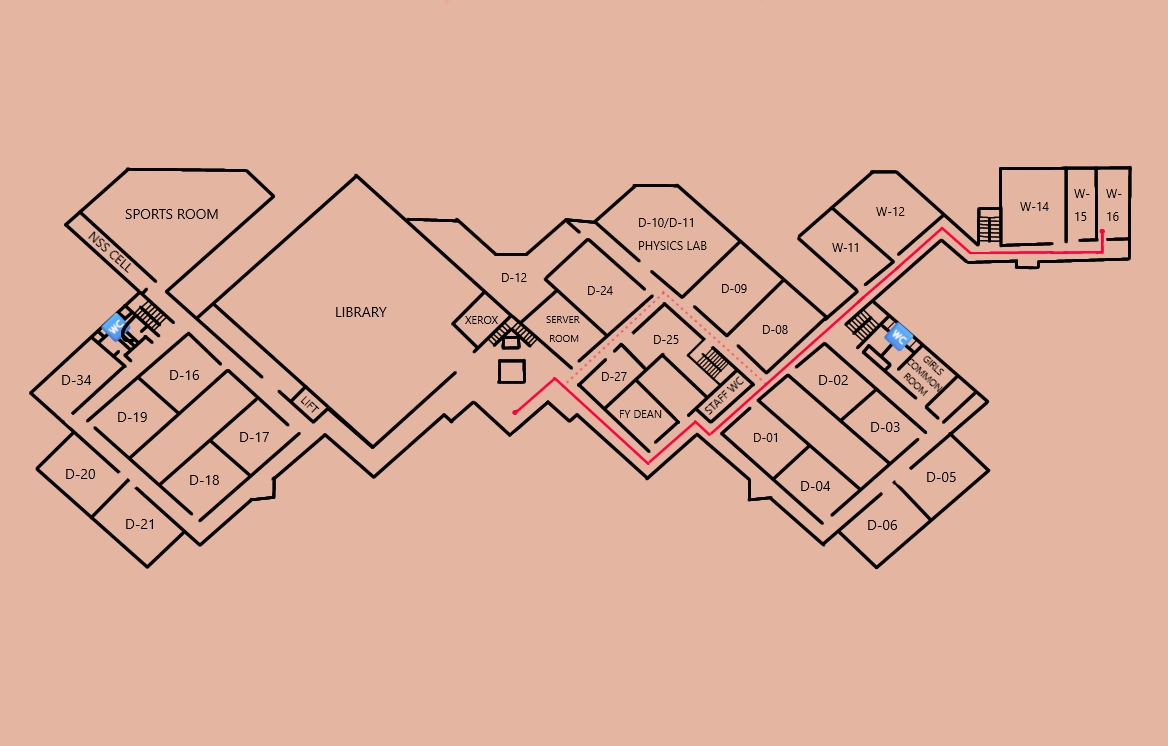 SPORTS ROOM
NSS CELL
WC
D-34
D-16
D-19
D-20
D-21
D-17
D-18
LIFT
LIBRARY
D-12
XEROX
SERVER
ROOM
D-24
D-10/D-11
PHYSICS LAB
D-09
D-08
D-25
D-27
FY DEAN
STAFF WC
W-12
W-11
WC
GIRLS
COMMON
ROOM
D-02
D-03
D-01
D-04
D-05
D-06
W-14
W-
15
W-
16